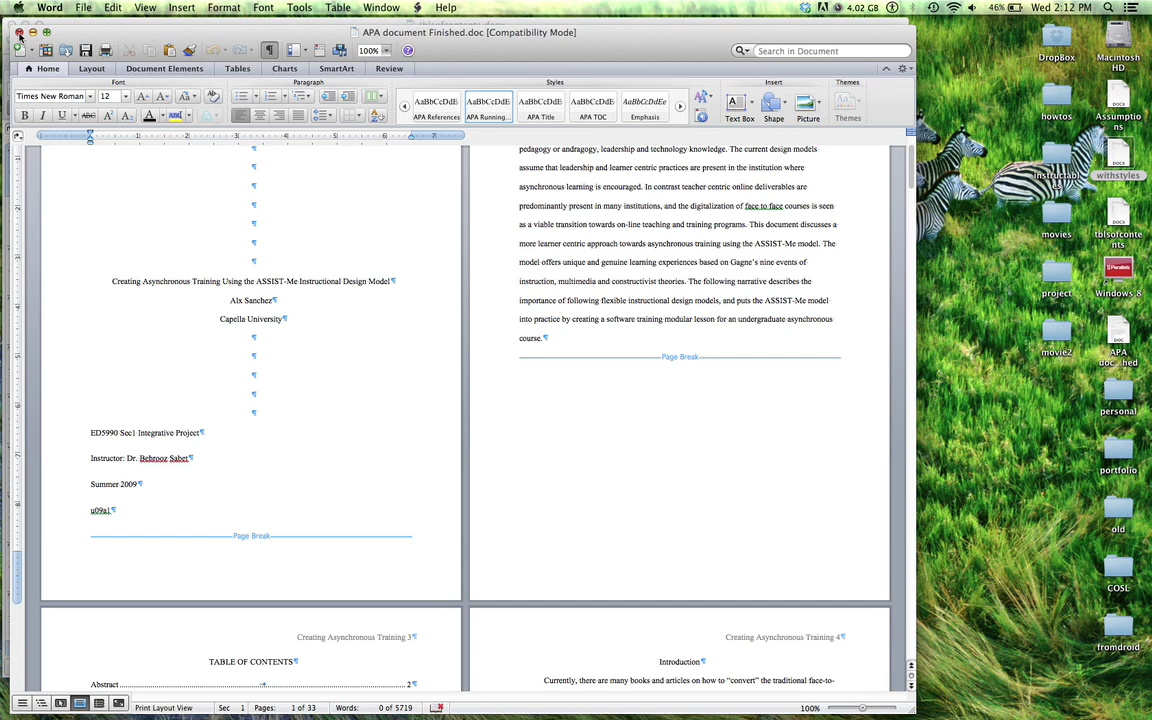 Word File Edit View Insert Format Font Tools Table Window Help
4.02 GB 46% Wed 2:12 PM
APA document Finished.doc [Compatibility Mode]
100% Search in Document
Home Layout Document Elements Tables Charts SmartArt Review
Font Paragraph Styles Insert Themes
Times New Roman 12
AaBbCcDdE AaBbCcDdE AaBbCcDdE AaBbCcDdE AaBbCcDdEe
APA References APA Running... APA Title APA TOC Emphasis
Text Box Shape Picture Themes
Creating Asynchronous Training Using the ASSIST-Me Instructional Design Model¶
Alx Sanchez¶
Capella University¶
ED5990 Sec1 Integrative Project¶
Instructor: Dr. Behrooz Sabet¶
Summer 2009¶
u09a1¶
Page Break
pedagogy or andragogy, leadership and technology knowledge. The current design models
assume that leadership and learner centric practices are present in the institution where
asynchronous learning is encouraged. In contrast teacher centric online deliverables are
predominantly present in many institutions, and the digitalization of face to face courses is seen
as a viable transition towards on-line teaching and training programs. This document discusses a
more learner centric approach towards asynchronous training using the ASSIST-Me model. The
model offers unique and genuine learning experiences based on Gagne's nine events of
instruction, multimedia and constructivist theories. The following narrative describes the
importance of following flexible instructional design models, and puts the ASSIST-Me model
into practice by creating a software training modular lesson for an undergraduate asynchronous
course.¶
Page Break
Creating Asynchronous Training 3¶
TABLE OF CONTENTS¶
Abstract 2¶
Creating Asynchronous Training 4¶
Introduction¶
Currently, there are many books and articles on how to “convert” the traditional face-to-
Print Layout View Sec 1 Pages: 1 of 33 Words: 0 of 5719 100%
DropBox
howtos
movies
project
movie2
Macintosh
HD
Assumptio
ns
withstyles
tblsofconte
nts
Parallels
Windows 8
APA
doc ...hed
personal
portfolio
old
COSL
fromdroid